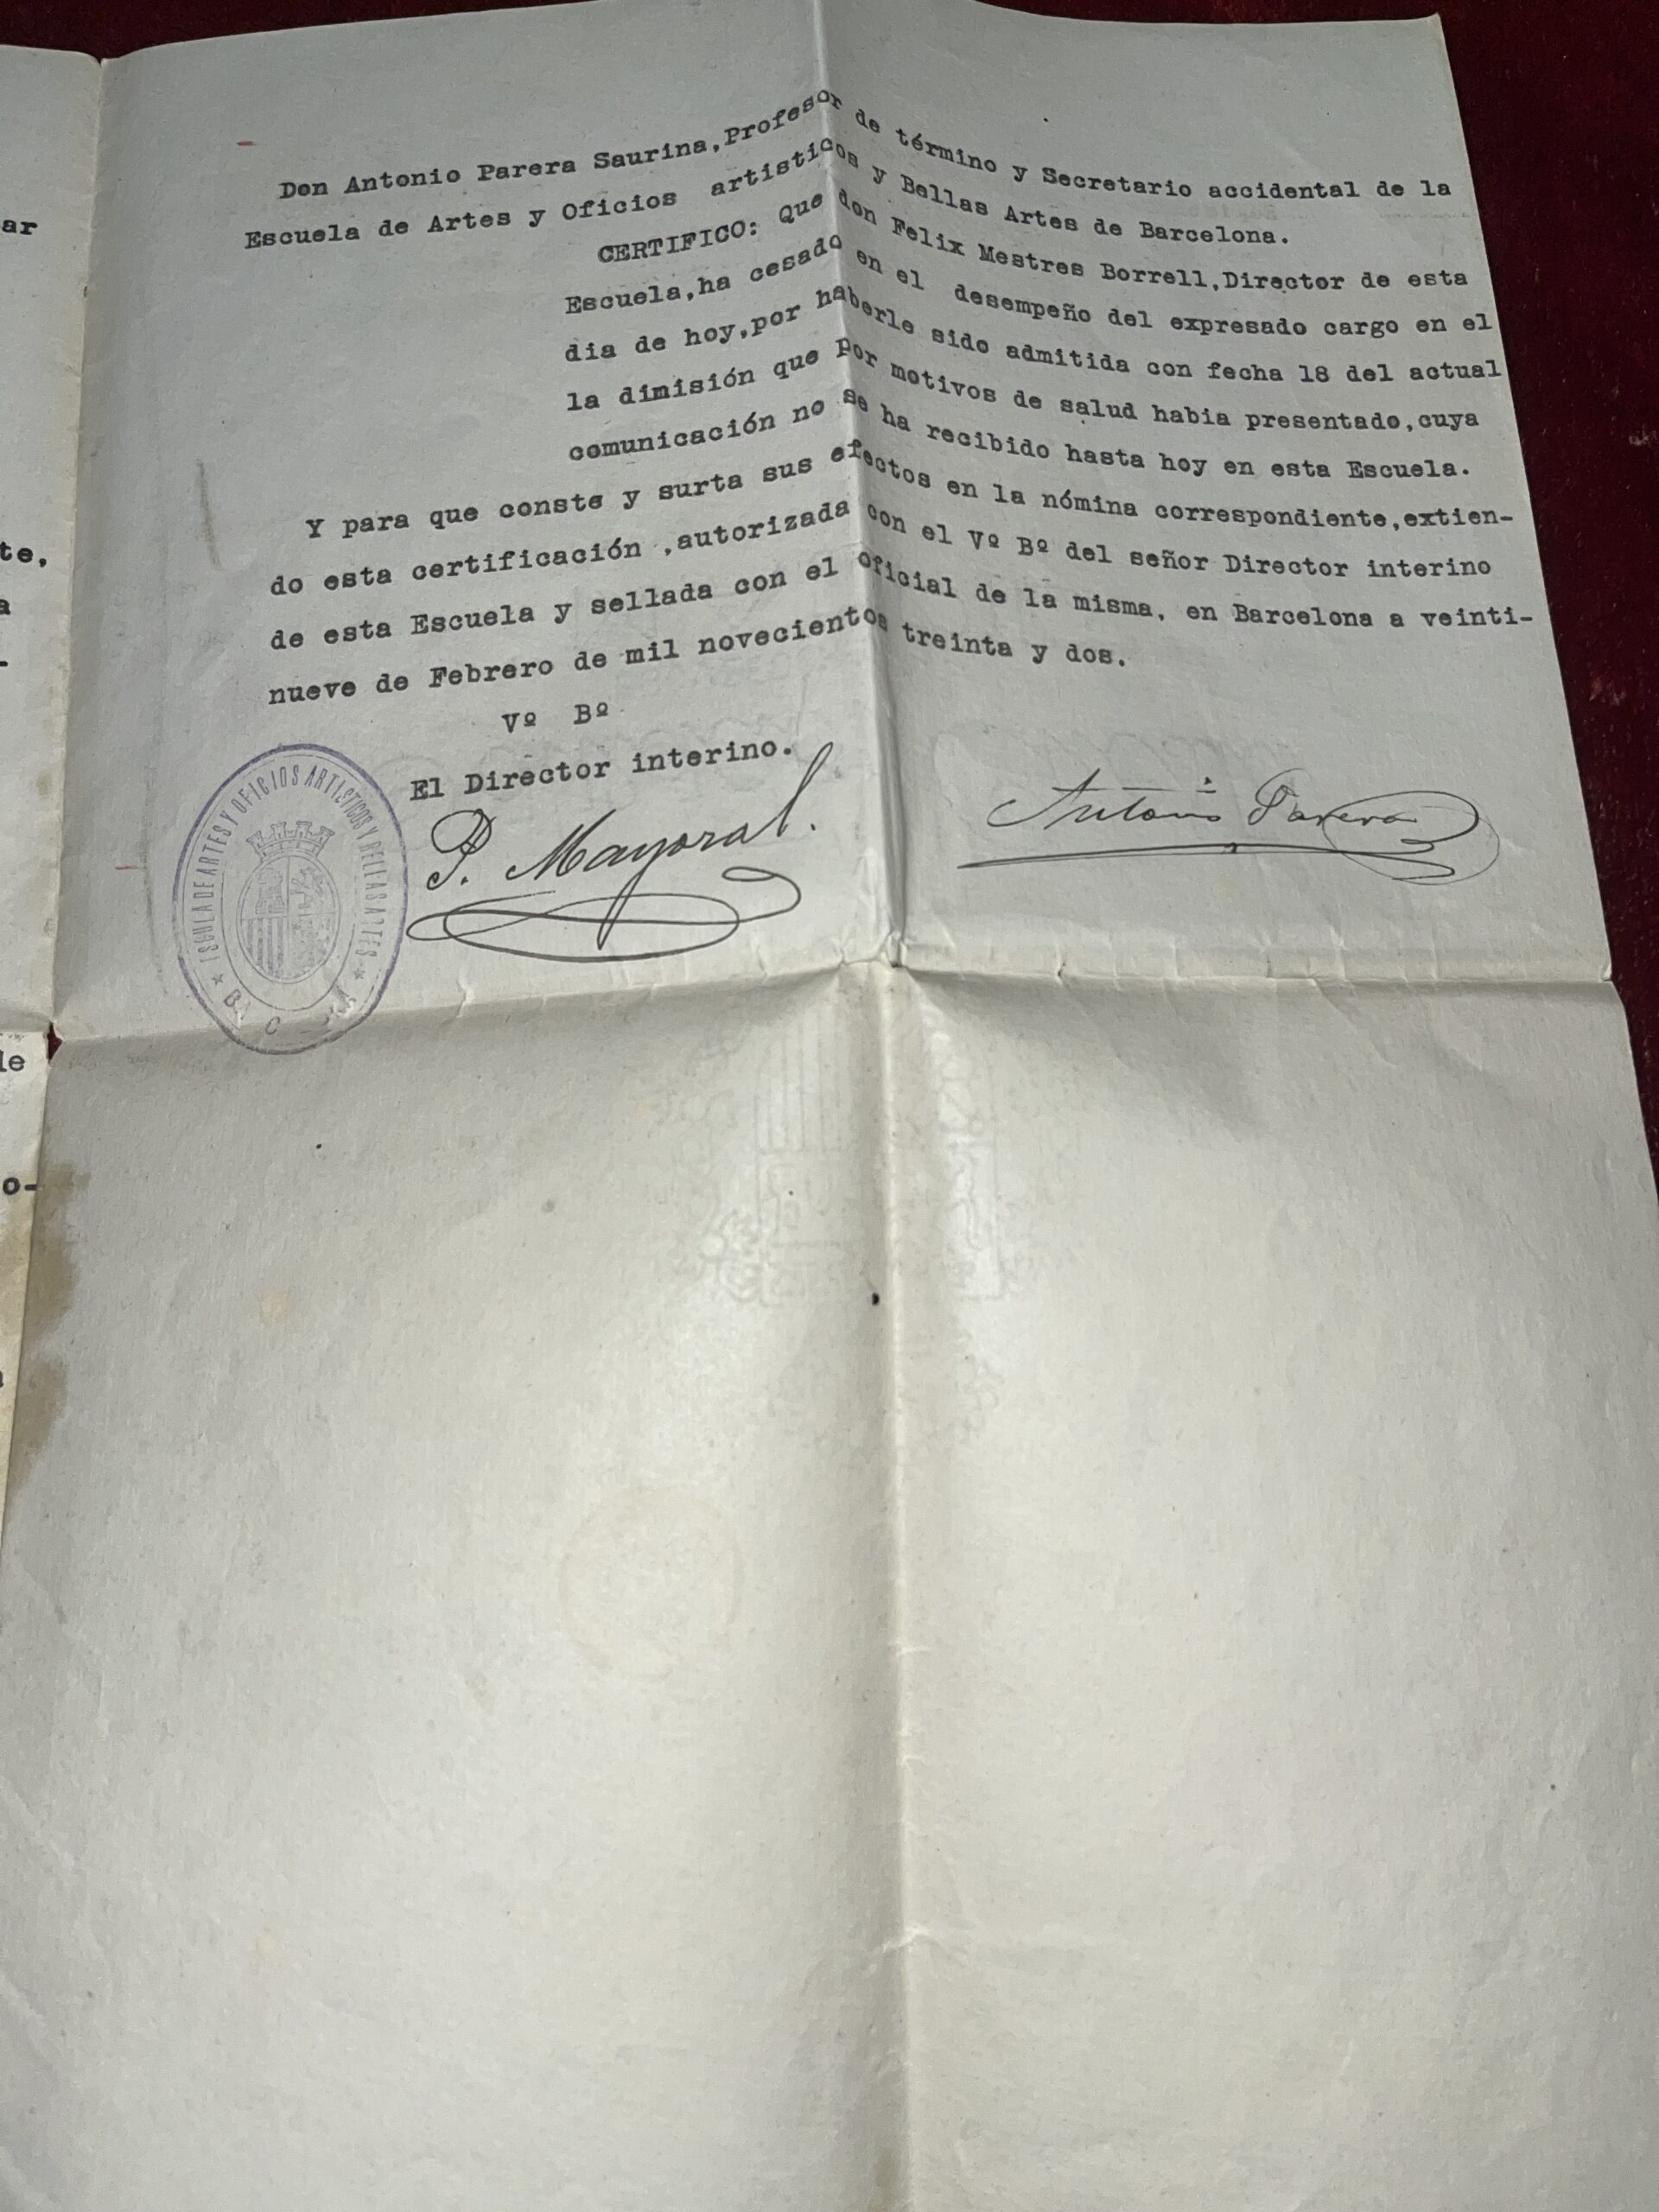 Don Antonio Parera Saurina,Profesor de término y Secretario accidental de la
Escuela de Artes y Oficios artisticos y Bellas Artes de Barcelona.
CERTIFICO: Que don Felix Mestres Borrell,Director de esta
Escuela,ha cesado en el desempeño del expresado cargo en el
dia de hoy,por haberle sido admitida con fecha 18 del actual
la dimisión que por motivos de salud habia presentado,cuya
comunicación no se ha recibido hasta hoy en esta Escuela.
Y para que conste y surta sus efectos en la nómina correspondiente,extien-
do esta certificación ,autorizada con el Vº Bº del señor Director interino
de esta Escuela y sellada con el oficial de la misma, en Barcelona a veinti-
nueve de Febrero de mil novecientos treinta y dos.
Vº Bº
El Director interino.
P. Mayoral.
Antonio Parera
ESCUELA DE ARTES Y OFICIOS ARTISTICOS Y BELLAS ARTES
ar
te,
a
-
le
o-